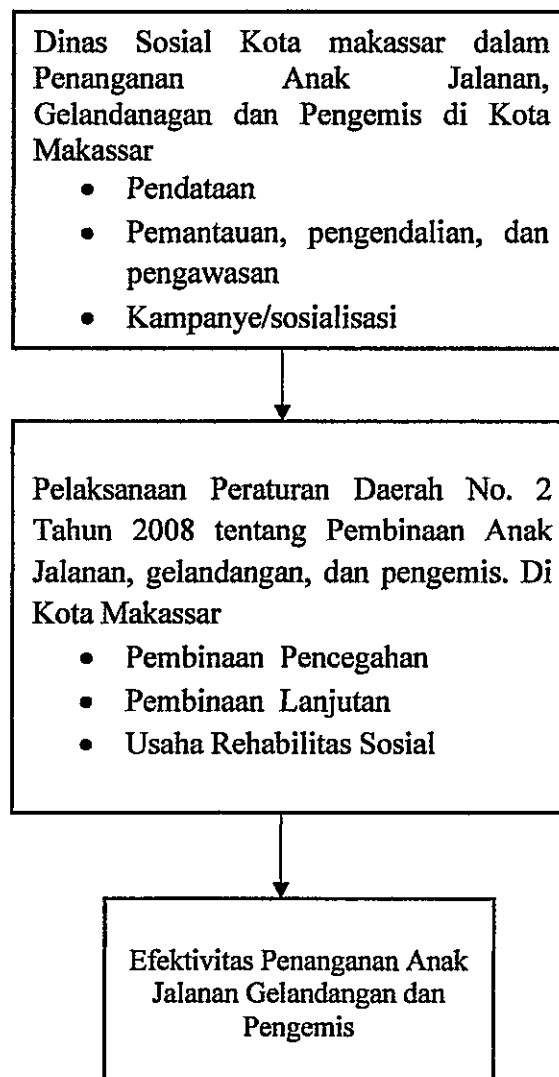 Dinas Sosial Kota makassar dalam
Penanganan Anak Jalanan,
Gelandanagan dan Pengemis di Kota
Makassar
• Pendataan
• Pemantauan, pengendalian, dan
pengawasan
• Kampanye/sosialisasi
Pelaksanaan Peraturan Daerah No. 2
Tahun 2008 tentang Pembinaan Anak
Jalanan, gelandangan, dan pengemis. Di
Kota Makassar
• Pembinaan Pencegahan
• Pembinaan Lanjutan
• Usaha Rehabilitas Sosial
Efektivitas Penanganan Anak
Jalanan Gelandangan dan
Pengemis